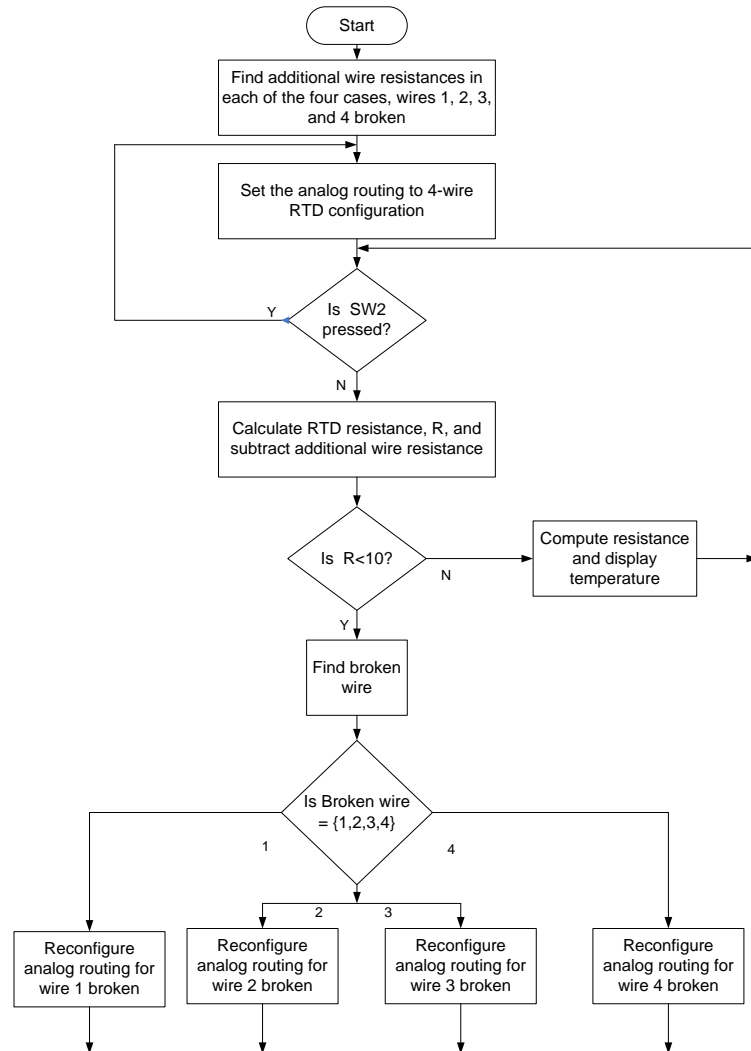 Start
Find additional wire resistances in
each of the four cases, wires 1, 2, 3,
and 4 broken
Set the analog routing to 4-wire
RTD configuration
Is SW2
pressed?
Y
N
Calculate RTD resistance, R, and
subtract additional wire resistance
Is R<10?
N
Compute resistance
and display
temperature
Y
Find broken
wire
Is Broken wire
= {1,2,3,4}
1
4
2
3
Reconfigure
analog routing for
wire 1 broken
Reconfigure
analog routing for
wire 2 broken
Reconfigure
analog routing for
wire 3 broken
Reconfigure
analog routing for
wire 4 broken